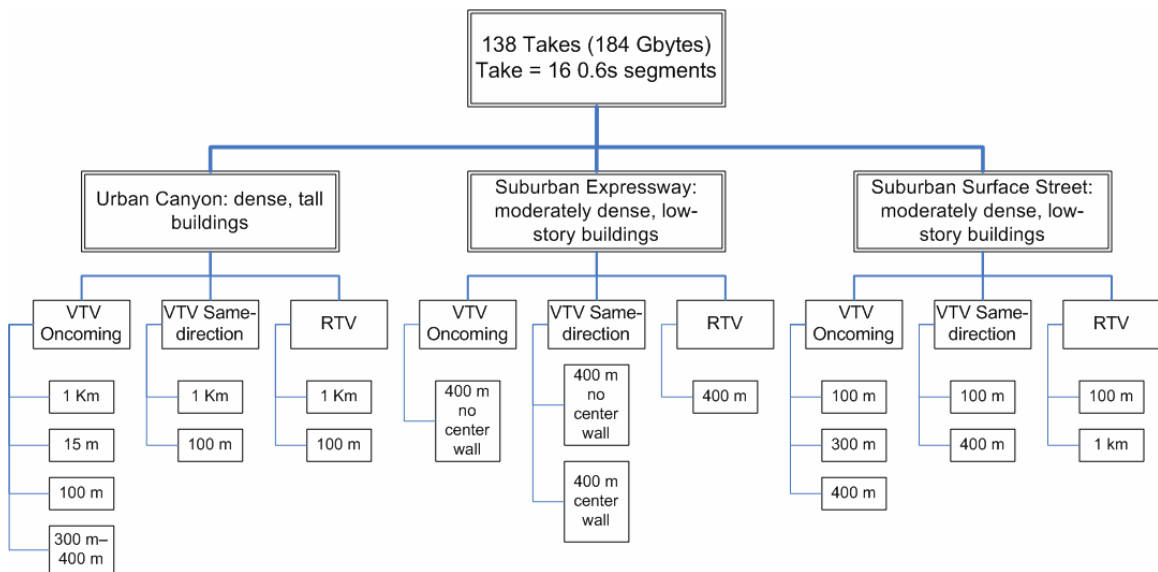 138 Takes (184 Gbytes)
Take = 16 0.6s segments
Urban Canyon: dense, tall
buildings
Suburban Expressway:
moderately dense, low-
story buildings
Suburban Surface Street:
moderately dense, low-
story buildings
VTV
Oncoming
VTV Same-
direction
RTV
VTV
Oncoming
VTV Same-
direction
RTV
VTV
Oncoming
VTV Same-
direction
RTV
1 Km
15 m
100 m
300 m–
400 m
1 Km
100 m
1 Km
100 m
400 m
no
center
wall
400 m
no
center
wall
400 m
center
wall
400 m
100 m
300 m
400 m
100 m
400 m
100 m
1 km